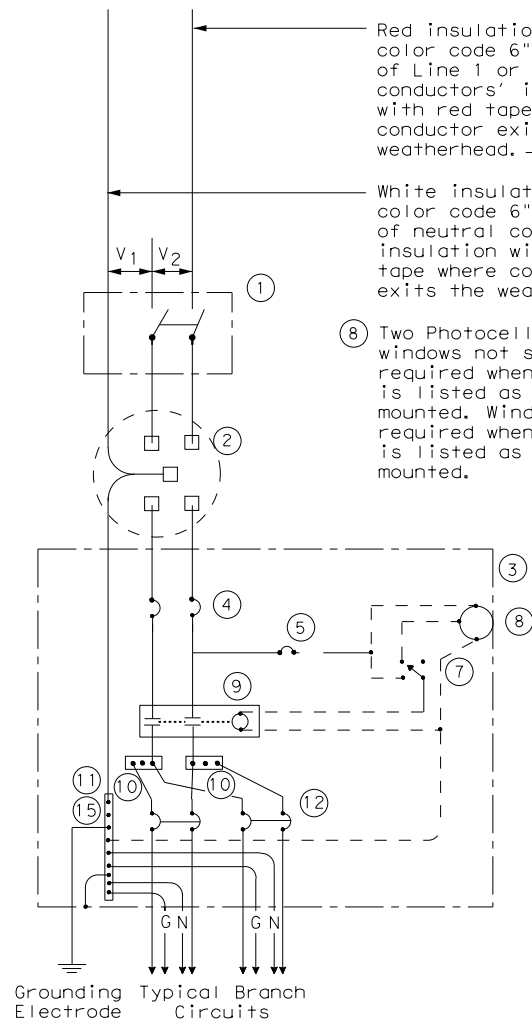 Red insulatio
color code 6"
of Line 1 or
conductors' i
with red tape
conductor exi
weatherhead.
White insulat
color code 6"
of neutral co
insulation wi
tape where co
exits the wea
V1 V2
1
8 Two Photocell
windows not s
required when
is listed as
mounted. Wind
required when
is listed as
mounted.
2
3
4
5
8
7
9
11
10 10
15
12
G N G N
Grounding Typical Branch
Electrode Circuits